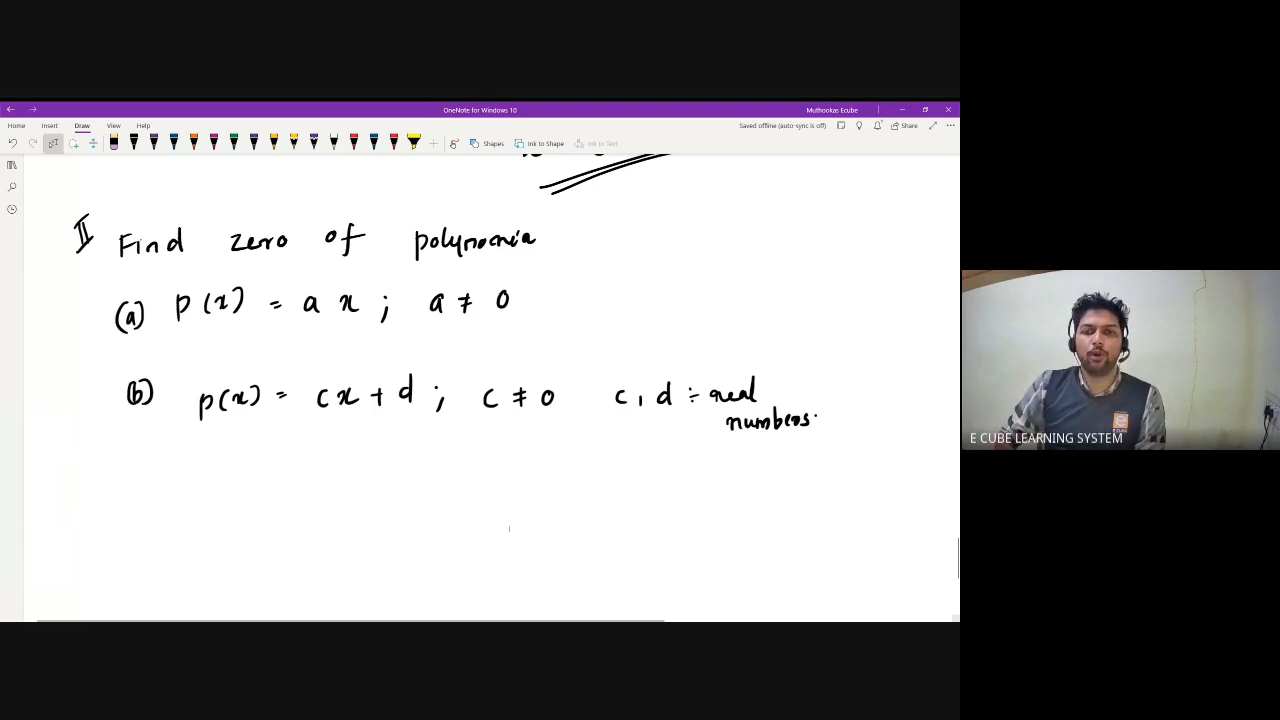 OneNote for Windows 10
Muthookas Ecube
Home Insert Draw View Help
Saved offline (auto-sync is off)
Share
Shapes
Ink to Shape
Ink to Text
II Find zero of polynomia
(a) p(x) = ax ; a ≠ 0
(b) p(x) = cx + d ; c ≠ 0 c, d ÷ real
numbers.
E CUBE LEARNING SYSTEM